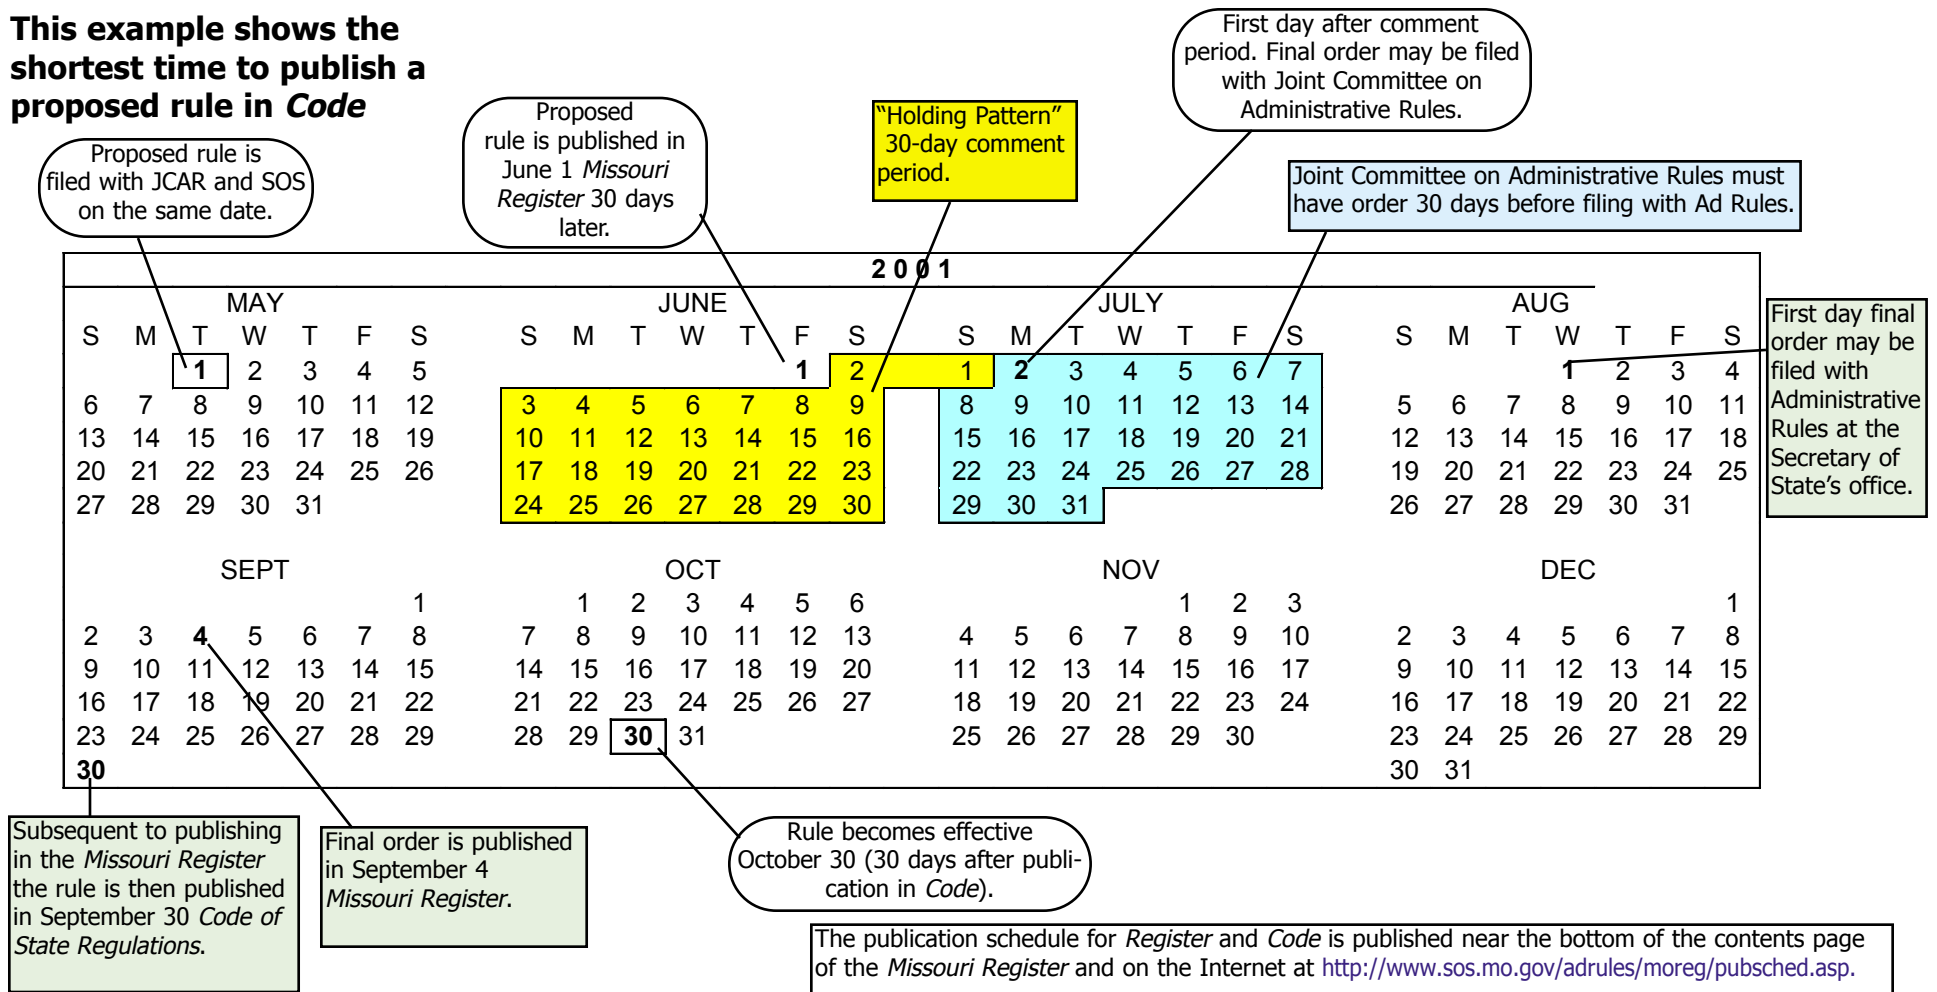 This example shows the
shortest time to publish a
proposed rule in Code
Proposed rule is
filed with JCAR and SOS
on the same date.
Proposed
rule is published in
June 1 Missouri
Register 30 days
later.
“Holding Pattern”
30-day comment
period.
First day after comment
period. Final order may be filed
with Joint Committee on
Administrative Rules.
Joint Committee on Administrative Rules must
have order 30 days before filing with Ad Rules.
2 0 0 1
MAY JUNE JULY AUG
S M T W T F S S M T W T F S S M T W T F S S M T W T F S
1 2 3 4 5 1 2 1 2 3 4 5 6 7 1 2 3 4
6 7 8 9 10 11 12 3 4 5 6 7 8 9 8 9 10 11 12 13 14 5 6 7 8 9 10 11
13 14 15 16 17 18 19 10 11 12 13 14 15 16 15 16 17 18 19 20 21 12 13 14 15 16 17 18
20 21 22 23 24 25 26 17 18 19 20 21 22 23 22 23 24 25 26 27 28 19 20 21 22 23 24 25
27 28 29 30 31 24 25 26 27 28 29 30 29 30 31 26 27 28 29 30 31
First day final
order may be
filed with
Administrative
Rules at the
Secretary of
State’s office.
SEPT OCT NOV DEC
1 1 2 3 4 5 6 1 2 3 1
2 3 4 5 6 7 8 7 8 9 10 11 12 13 4 5 6 7 8 9 10 2 3 4 5 6 7 8
9 10 11 12 13 14 15 14 15 16 17 18 19 20 11 12 13 14 15 16 17 9 10 11 12 13 14 15
16 17 18 19 20 21 22 21 22 23 24 25 26 27 18 19 20 21 22 23 24 16 17 18 19 20 21 22
23 24 25 26 27 28 29 28 29 30 31 25 26 27 28 29 30 23 24 25 26 27 28 29
30 30 31
Subsequent to publishing
in the Missouri Register
the rule is then published
in September 30 Code of
State Regulations.
Final order is published
in September 4
Missouri Register.
Rule becomes effective
October 30 (30 days after publi-
cation in Code).
The publication schedule for Register and Code is published near the bottom of the contents page
of the Missouri Register and on the Internet at http://www.sos.mo.gov/adrules/moreg/pubsched.asp.